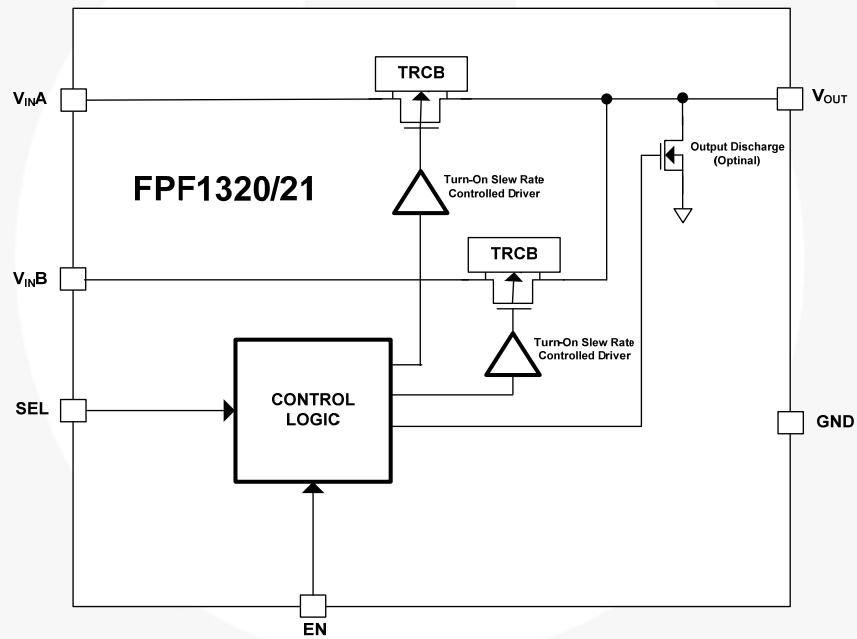 TRCB
VINA
VOUT
Output Discharge
(Optinal)
Turn-On Slew Rate
Controlled Driver
FPF1320/21
TRCB
VINB
Turn-On Slew Rate
Controlled Driver
CONTROL
LOGIC
SEL
GND
EN